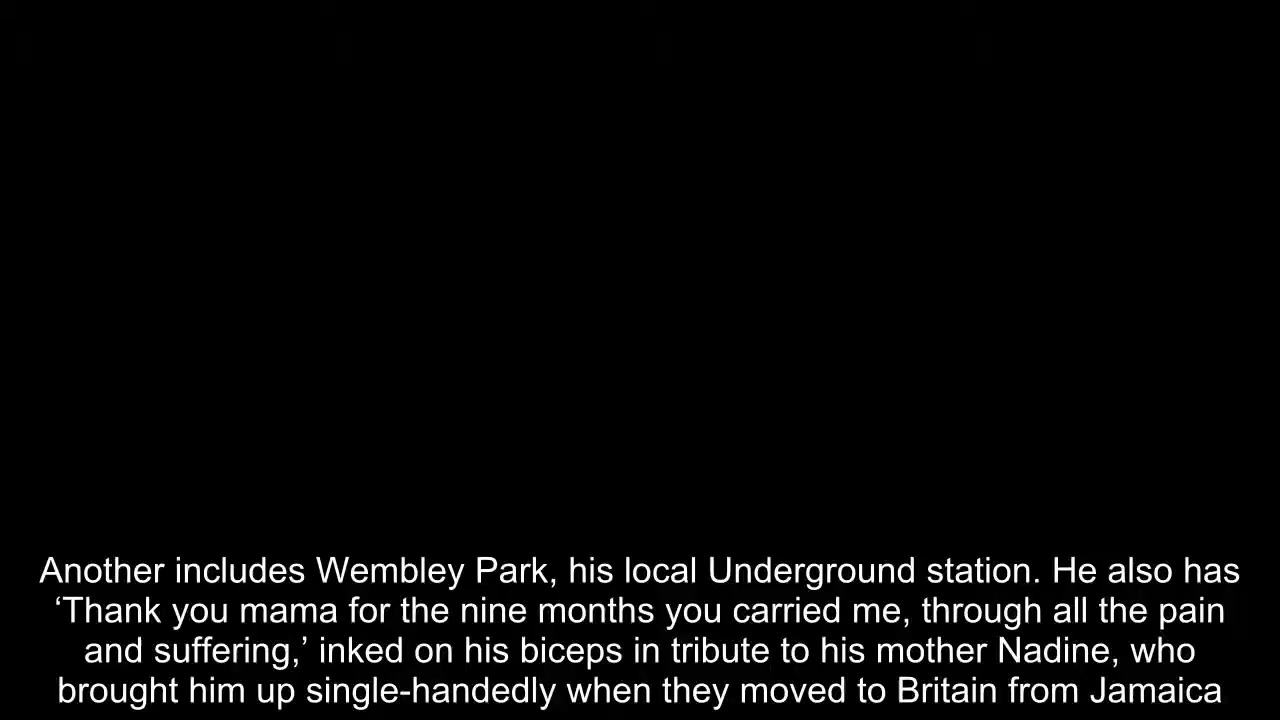 Another includes Wembley Park, his local Underground station. He also has
‘Thank you mama for the nine months you carried me, through all the pain
and suffering,’ inked on his biceps in tribute to his mother Nadine, who
brought him up single-handedly when they moved to Britain from Jamaica